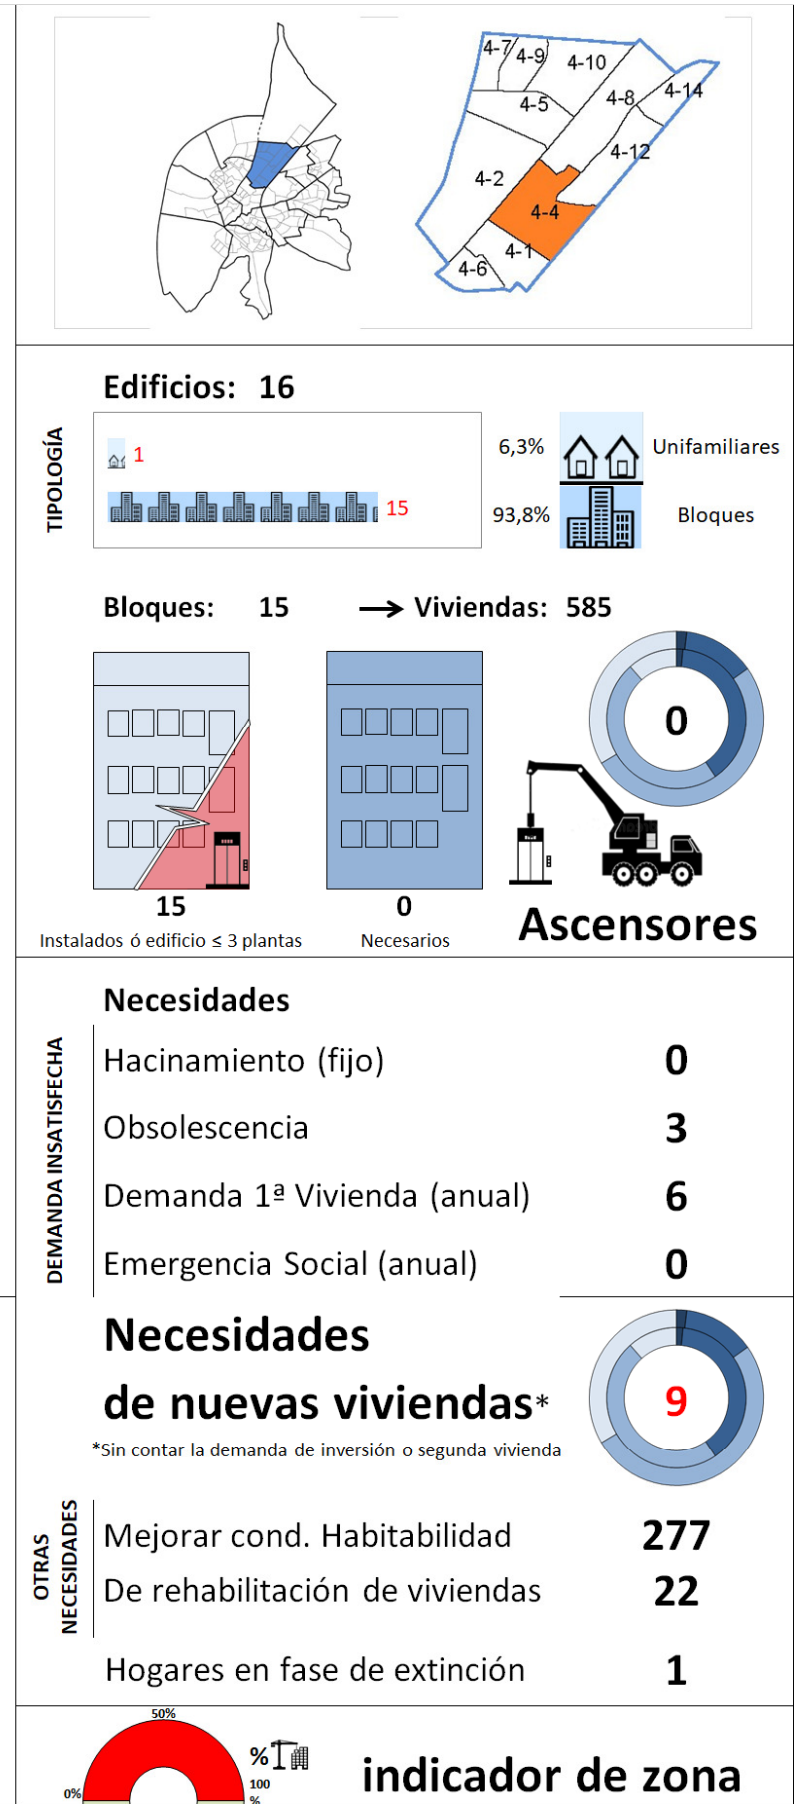 4-7
4-9
4-10
4-14
4-8
4-5
4-12
4-2
4-4
4-1
4-6
Edificios: 16
TIPOLOGÍA
1
6,3%
Unifamiliares
15
93,8%
Bloques
Bloques: 15
Viviendas: 585
0
15
0
Ascensores
Instalados ó edificio ≤ 3 plantas
Necesarios
DEMANDA INSATISFECHA
Necesidades
Hacinamiento (fijo) 0
Obsolescencia 3
Demanda 1ª Vivienda (anual) 6
Emergencia Social (anual) 0
Necesidades
de nuevas viviendas* 9
*Sin contar la demanda de inversión o segunda vivienda
OTRAS
NECESIDADES
Mejorar cond. Habitabilidad 277
De rehabilitación de viviendas 22
Hogares en fase de extinción 1
50%
%
0%
100
%
indicador de zona